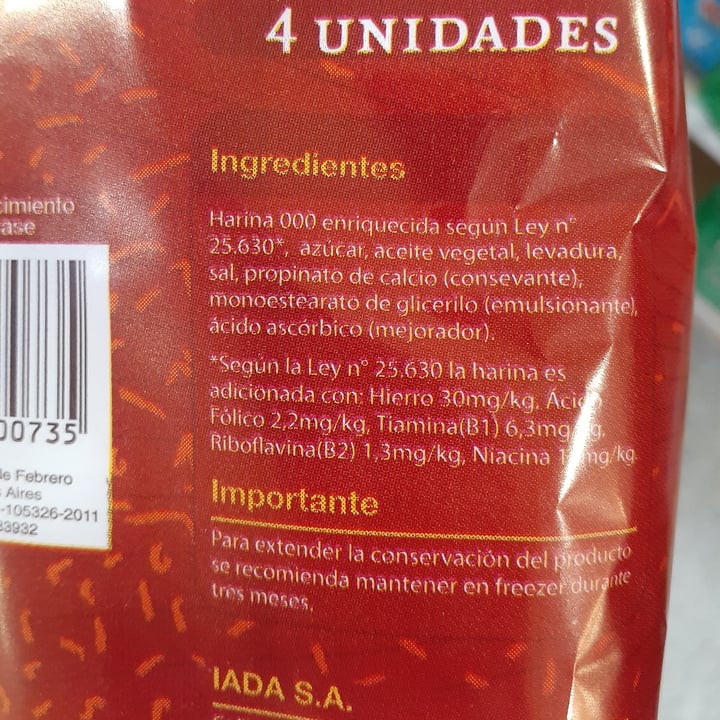 4 UNIDADES
Ingredientes
Harina 000 enriquecida según Ley n°
25.630*, azúcar, aceite vegetal, levadura,
sal, propinato de calcio (consevante),
monoestearato de glicerilo (emulsionante),
ácido ascórbico (mejorador).
*Según la Ley n° 25.630 la harina es
adicionada con: Hierro 30mg/kg, Ácido
Fólico 2,2mg/kg, Tiamina(B1) 6,3mg/kg,
Riboflavina(B2) 1,3mg/kg, Niacina mg/kg
Importante
Para extender la conservación del producto
se recomienda mantener en freezer durante
tres meses.
IADA S.A.
cimiento
ase
00735
de Febrero
Aires
-105326-2011
33932